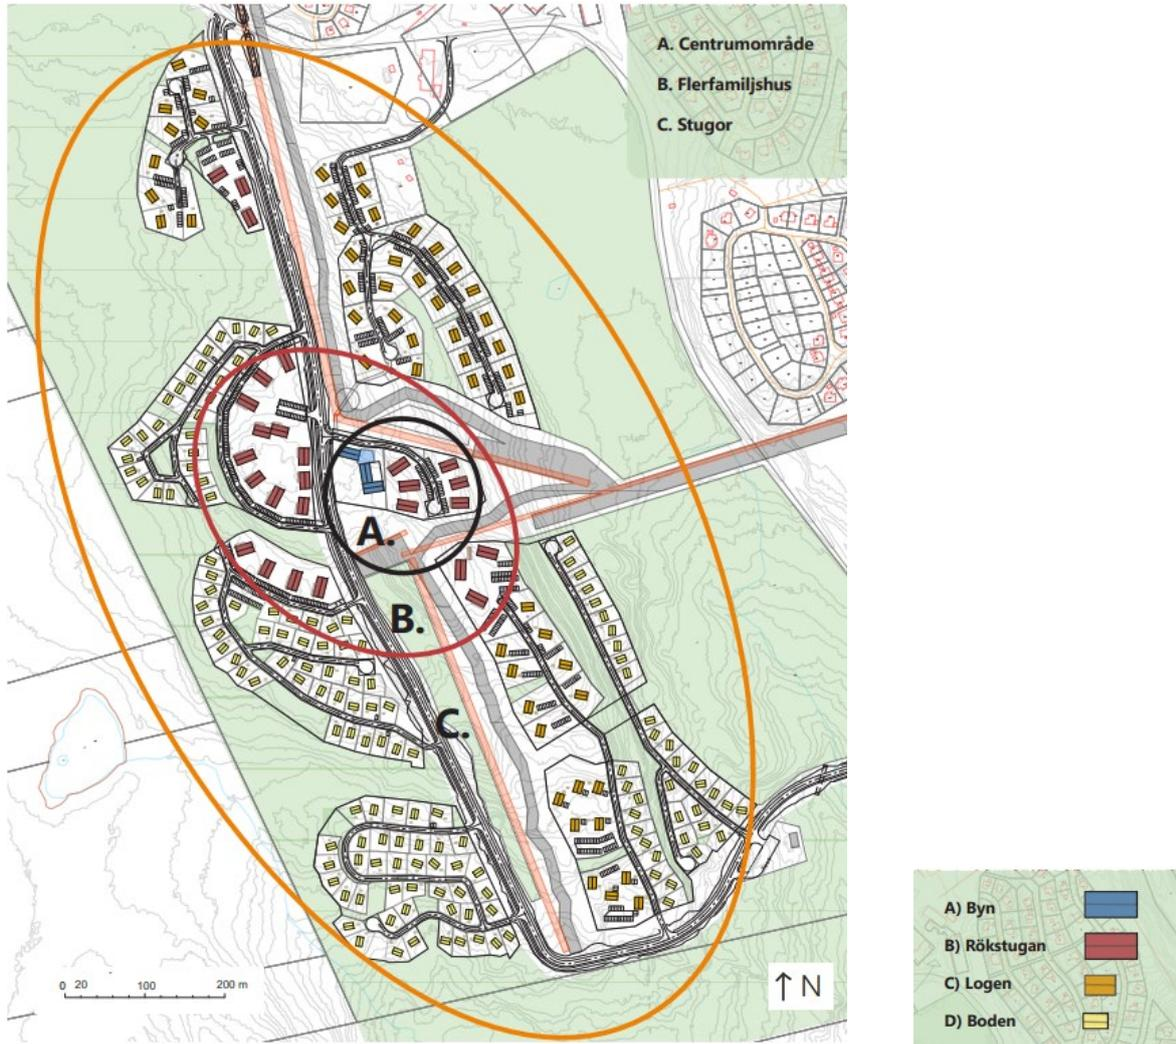 A. Centrumområde
B. Flerfamiljshus
C. Stugor
A.
B.
C.
0 20 100 200 m
↑ N
A) Byn
B) Rökstugan
C) Logen
D) Boden